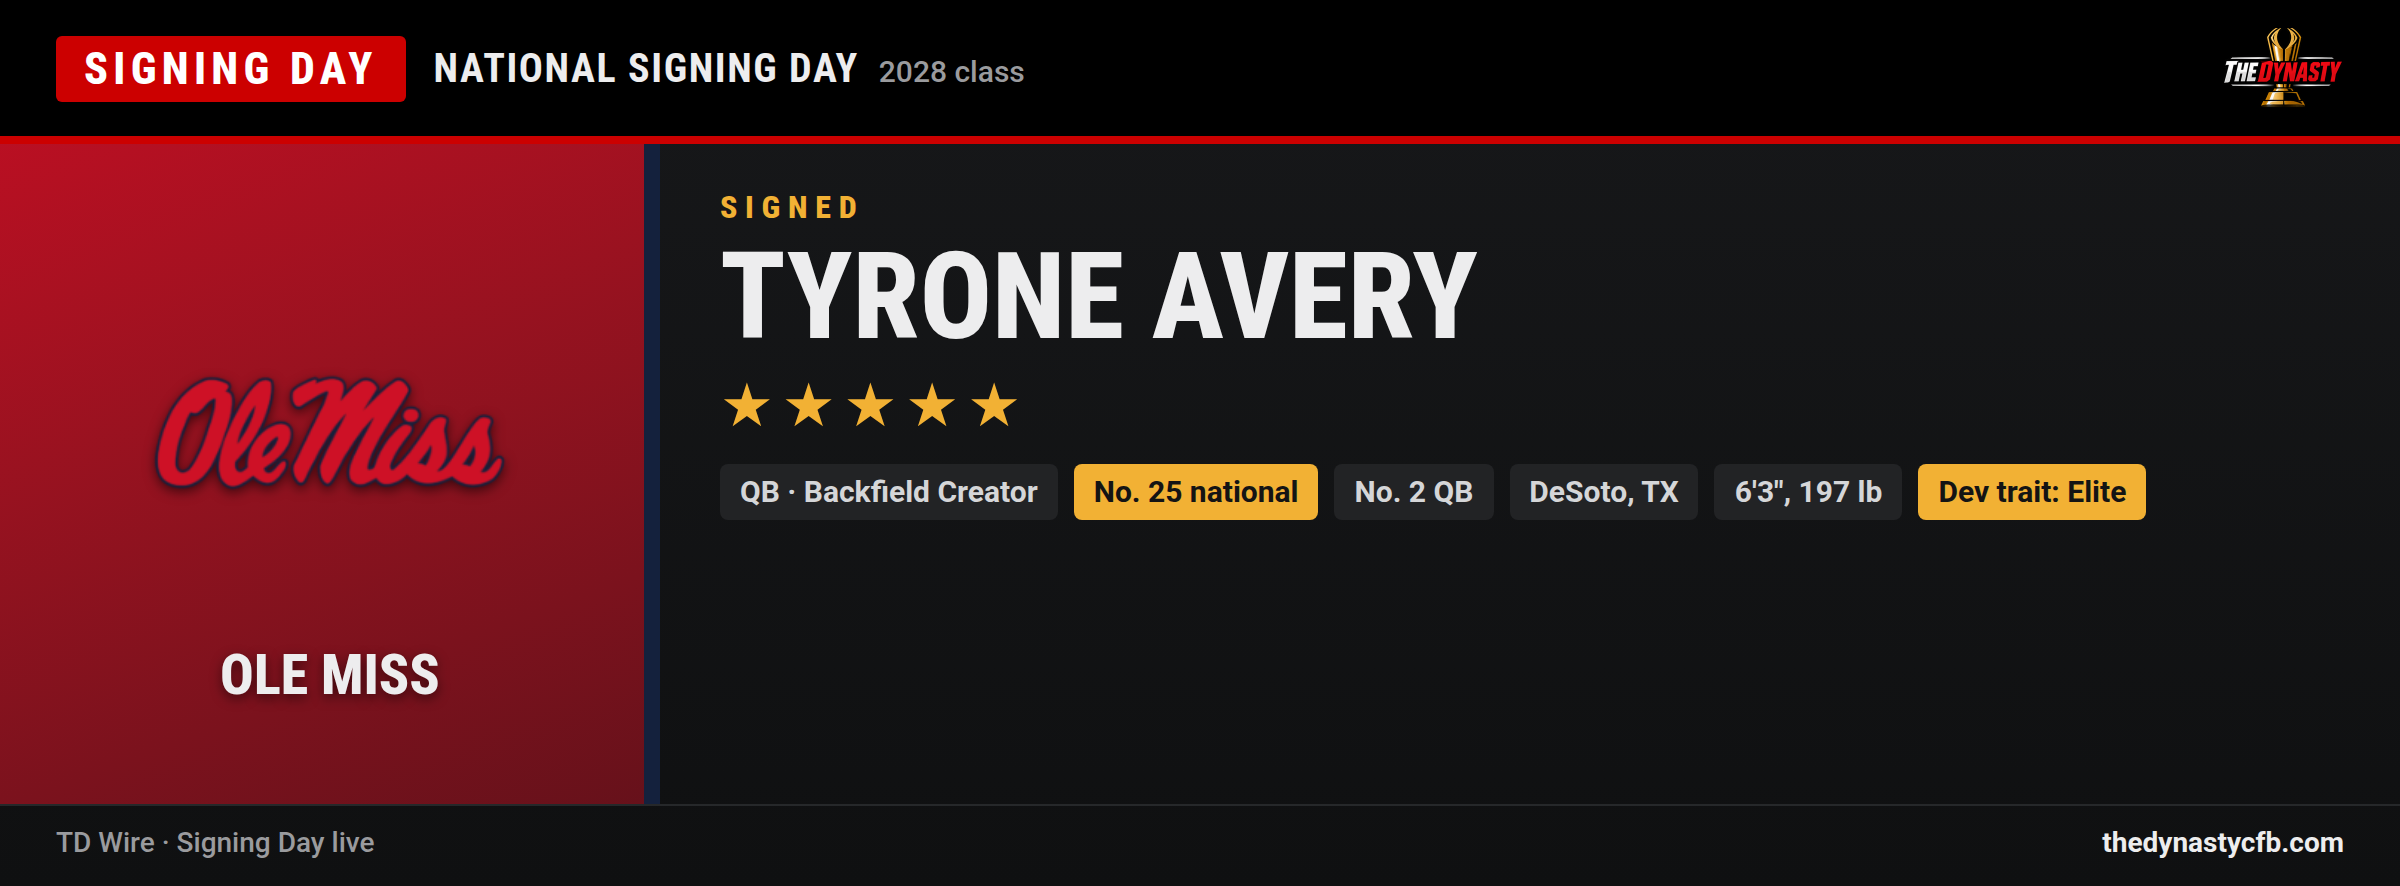 SIGNING DAY NATIONAL SIGNING DAY 2028 class
THE DYNASTY
Ole Miss
OLE MISS
SIGNED
TYRONE AVERY
★★★★★
QB · Backfield Creator No. 25 national No. 2 QB DeSoto, TX 6'3", 197 lb Dev trait: Elite
TD Wire · Signing Day live thedynastycfb.com